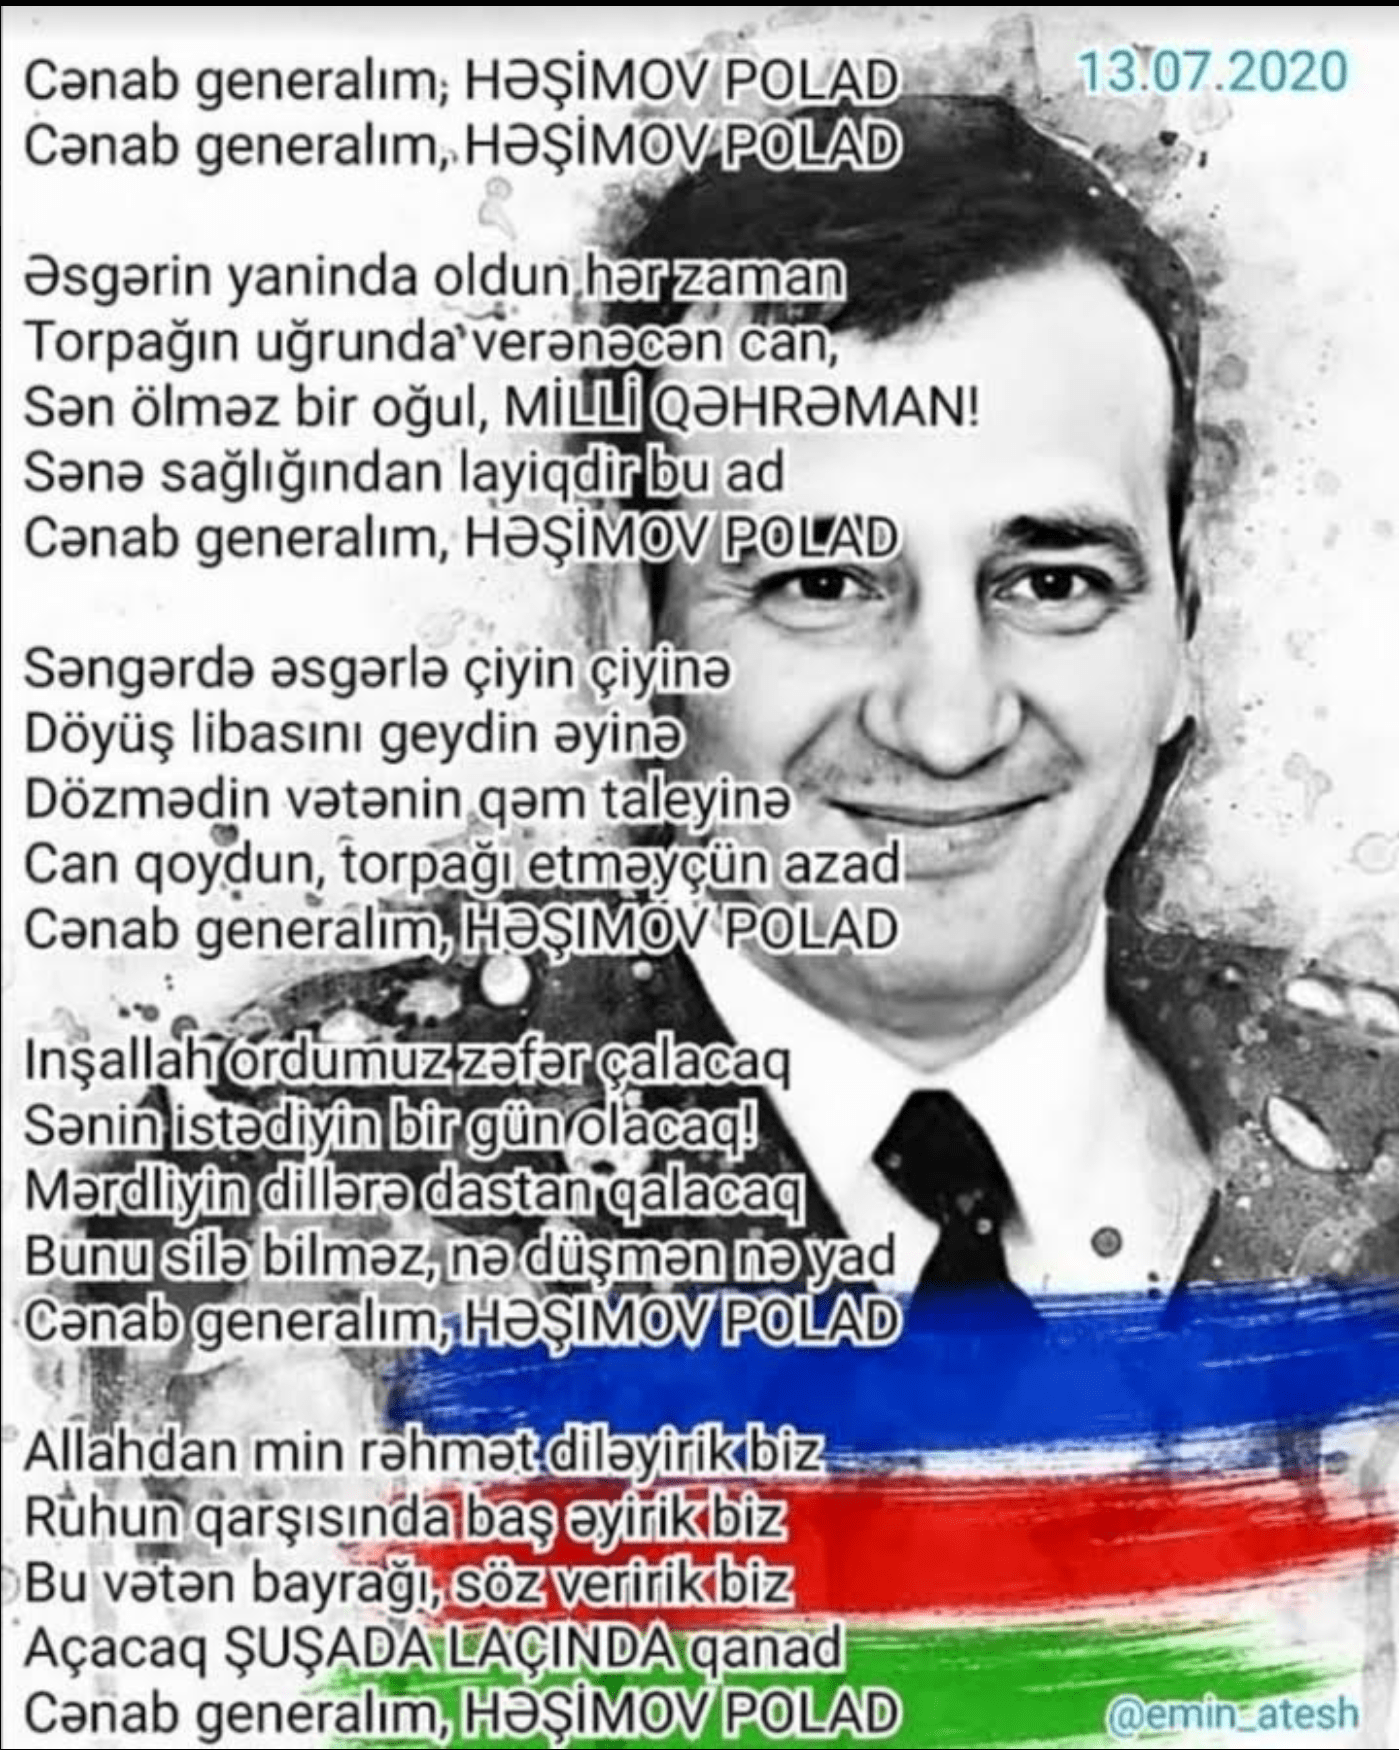 13.07.2020
Cənab generalım, HƏŞİMOV POLAD
Cənab generalım, HƏŞİMOV POLAD
Əsgərin yaninda oldun hər zaman
Torpağın uğrunda verənəcən can,
Sən ölməz bir oğul, MİLLİ QƏHRƏMAN!
Sənə sağlığından layiqdir bu ad
Cənab generalım, HƏŞİMOV POLAD
Səngərdə əsgərlə çiyin çiyinə
Döyüş libasını geydin əyinə
Dözmədin vətənin qəm taleyinə
Can qoydun, torpağı etməyçün azad
Cənab generalım, HƏŞIMOV POLAD
Inşallah ordumuz zəfər çalacaq
Sənin istədiyin bir gün olacaq!
Mərdliyin dillərə dastan qalacaq
Bunu silə bilməz, nə düşmən nə yad
Cənab generalım, HƏŞIMOV POLAD
Allahdan min rəhmət diləyirik biz
Ruhun qarşısında baş əyirik biz
Bu vətən bayrağı, söz veririk biz
Açacaq ŞUŞADA LAÇINDA qanad
Cənab generalım, HƏŞİMOV POLAD
@emin_atesh